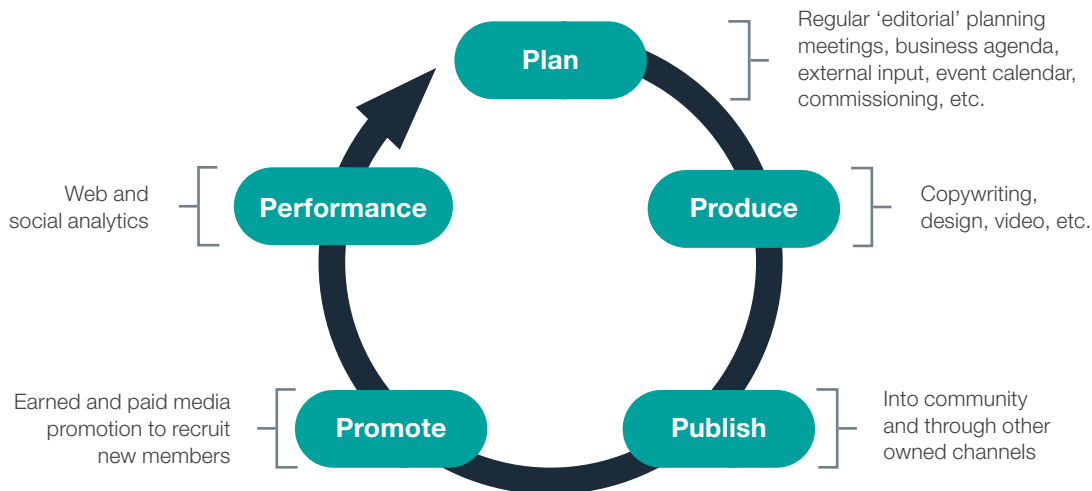 Plan
Regular ‘editorial’ planning
meetings, business agenda,
external input, event calendar,
commissioning, etc.
Produce
Copywriting,
design, video, etc.
Publish
Into community
and through other
owned channels
Promote
Earned and paid media
promotion to recruit
new members
Performance
Web and
social analytics